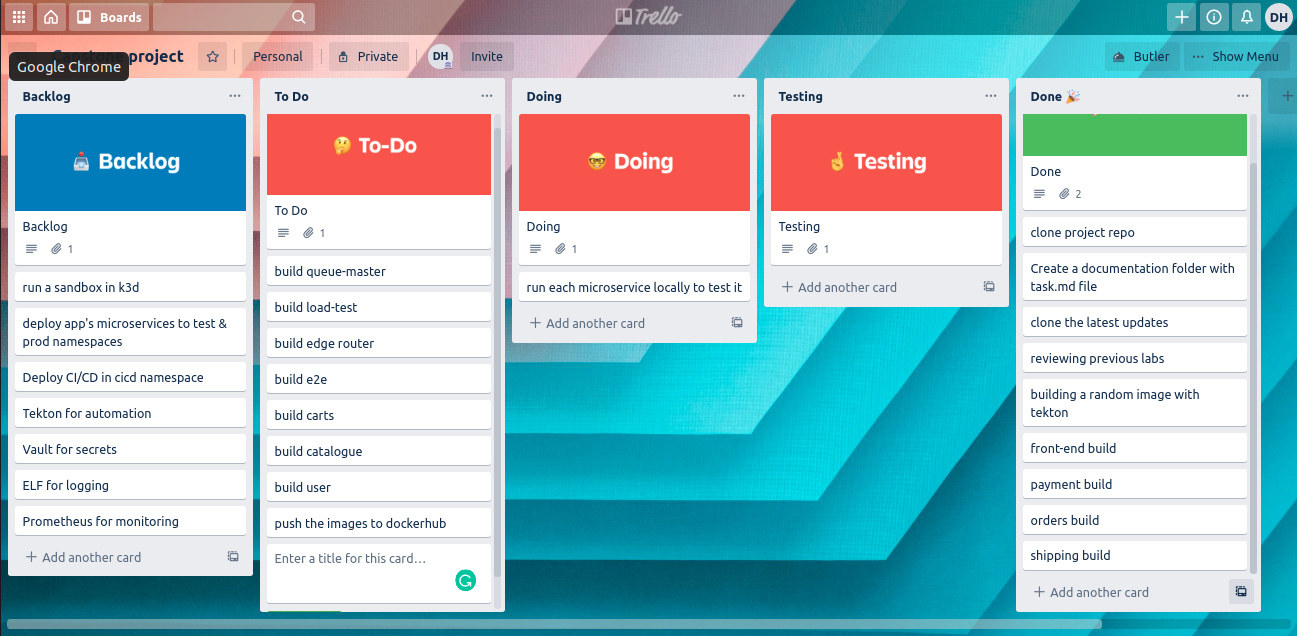 Boards
Trello
DH
project
Personal
Private
DH
Invite
Butler
... Show Menu
Google Chrome
Backlog
Backlog
Backlog
1
run a sandbox in k3d
deploy app's microservices to test &
prod namespaces
Deploy CI/CD in cicd namespace
Tekton for automation
Vault for secrets
ELF for logging
Prometheus for monitoring
+ Add another card
To Do
🤔 To-Do
To Do
1
build queue-master
build load-test
build edge router
build e2e
build carts
build catalogue
build user
push the images to dockerhub
Enter a title for this card...
Doing
🤓 Doing
Doing
1
run each microservice locally to test it
+ Add another card
Testing
🤞 Testing
Testing
1
+ Add another card
Done 🎉
Done
2
clone project repo
Create a documentation folder with
task.md file
clone the latest updates
reviewing previous labs
building a random image with
tekton
front-end build
payment build
orders build
shipping build
+ Add another card